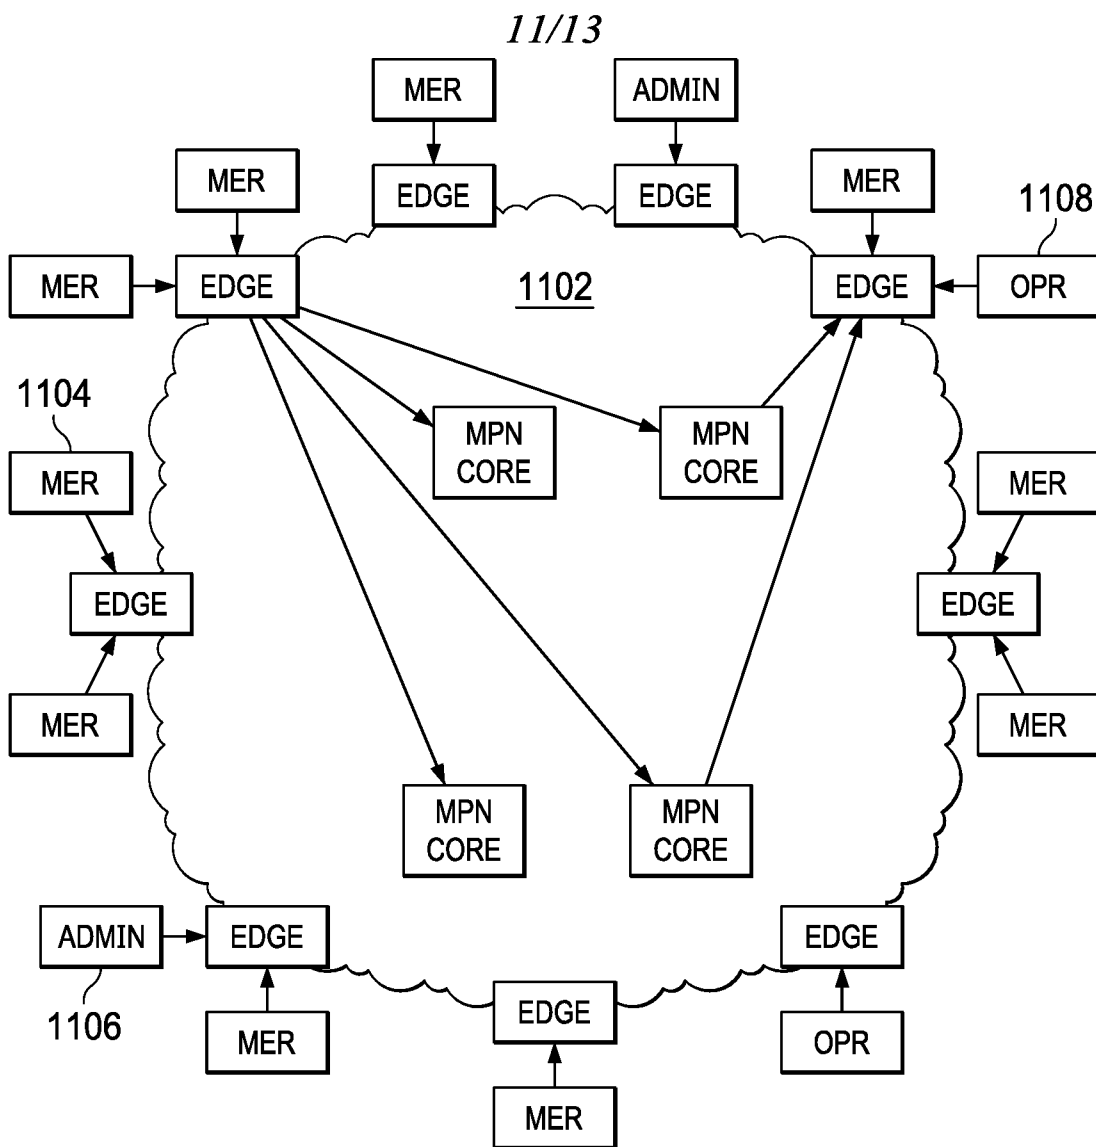 11/13
MER
ADMIN
MER
EDGE
EDGE
MER
1108
MER
EDGE
1102
EDGE
OPR
1104
MPN
CORE
MPN
CORE
MER
MER
EDGE
EDGE
MER
MER
MPN
CORE
MPN
CORE
ADMIN
EDGE
EDGE
1106
MER
EDGE
OPR
MER